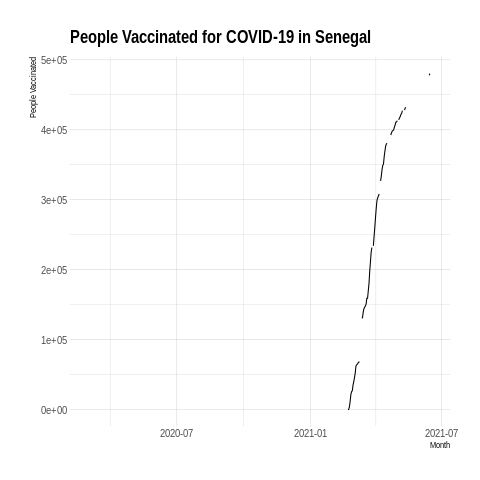 People Vaccinated for COVID-19 in Senegal
People Vaccinated
5e+05
4e+05
3e+05
2e+05
1e+05
0e+00
2020-07
2021-01
2021-07
Month